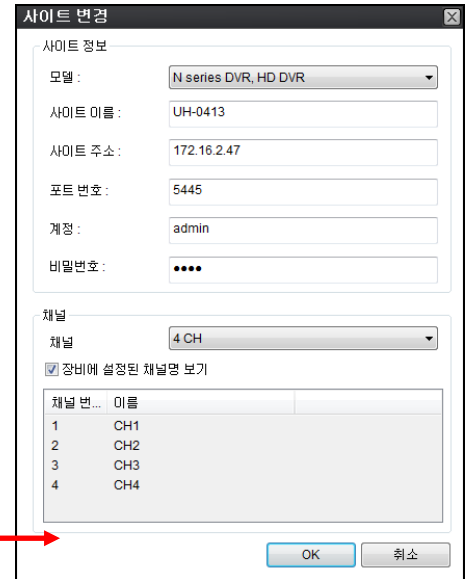 사이트 변경
사이트 정보
모델 : N series DVR, HD DVR
사이트 이름 : UH-0413
사이트 주소 : 172.16.2.47
포트 번호 : 5445
계정 : admin
비밀번호 : ●●●●
채널
채널 4 CH
장비에 설정된 채널명 보기
채널 번... 이름
1 CH1
2 CH2
3 CH3
4 CH4
OK 취소